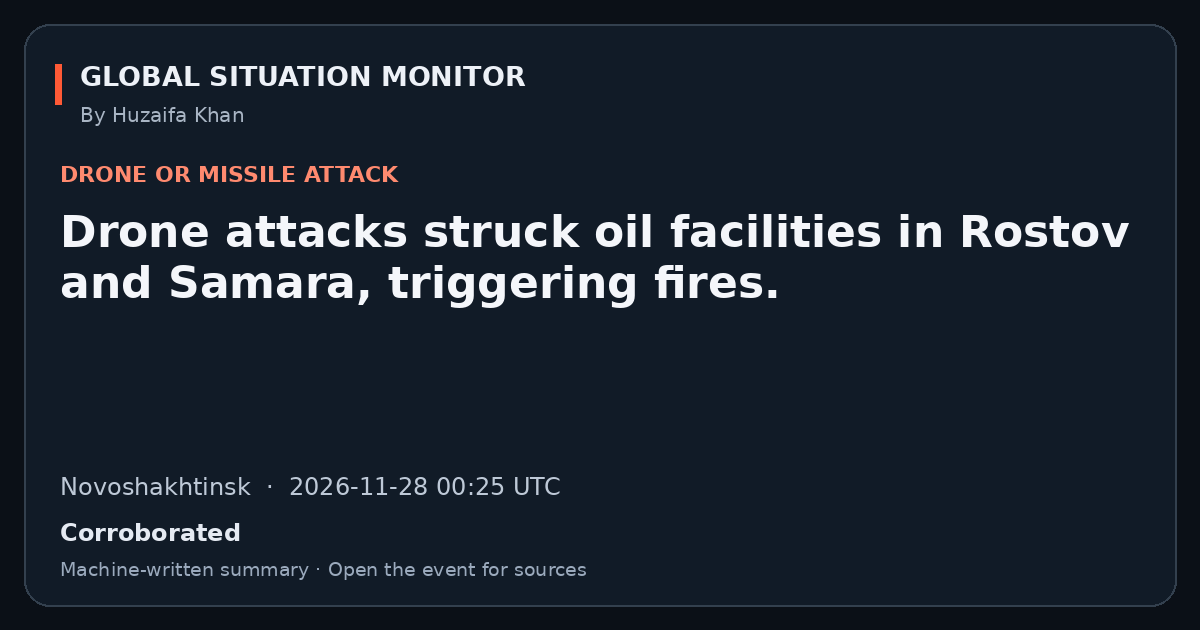 GLOBAL SITUATION MONITOR
By Huzaifa Khan
DRONE OR MISSILE ATTACK
Drone attacks struck oil facilities in Rostov
and Samara, triggering fires.
Novoshakhtinsk · 2026-11-28 00:25 UTC
Corroborated
Machine-written summary · Open the event for sources